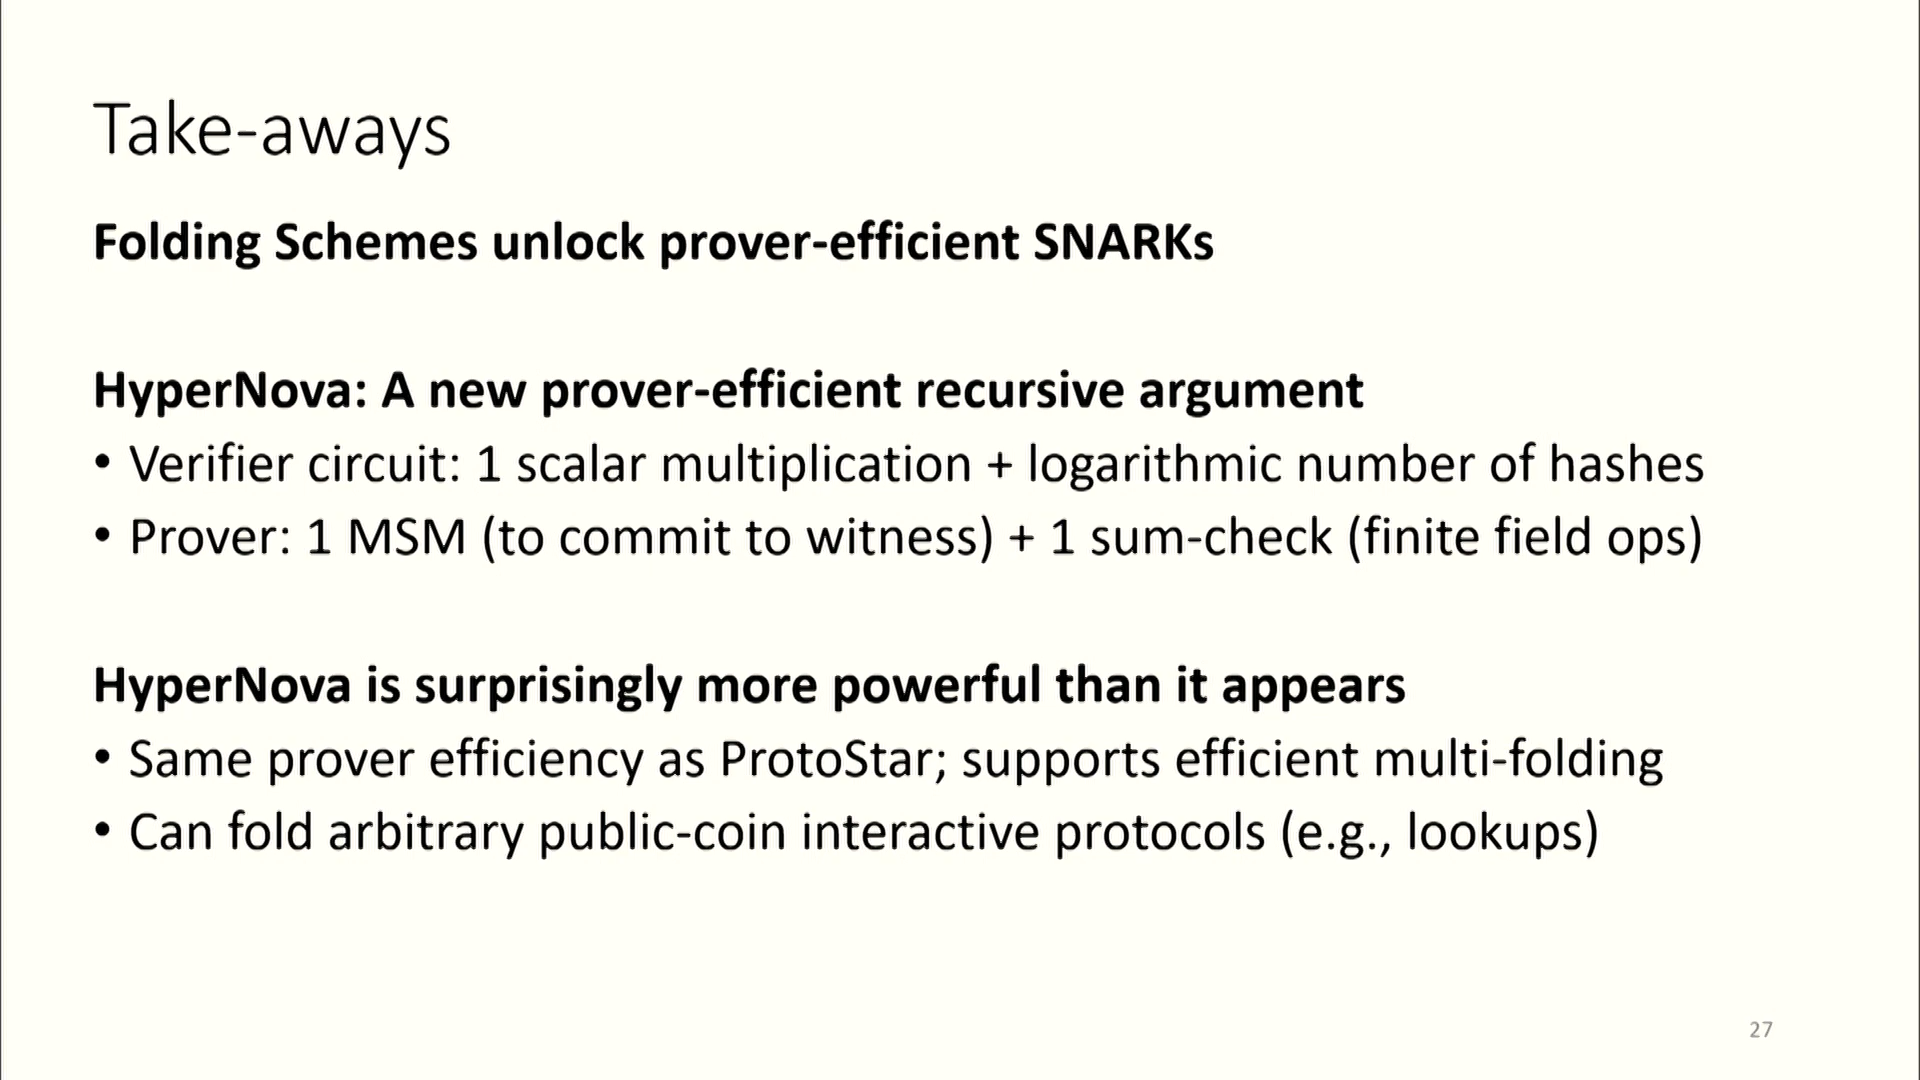 Take-aways
Folding Schemes unlock prover-efficient SNARKs
HyperNova: A new prover-efficient recursive argument
• Verifier circuit: 1 scalar multiplication + logarithmic number of hashes
• Prover: 1 MSM (to commit to witness) + 1 sum-check (finite field ops)
HyperNova is surprisingly more powerful than it appears
• Same prover efficiency as ProtoStar; supports efficient multi-folding
• Can fold arbitrary public-coin interactive protocols (e.g., lookups)
27